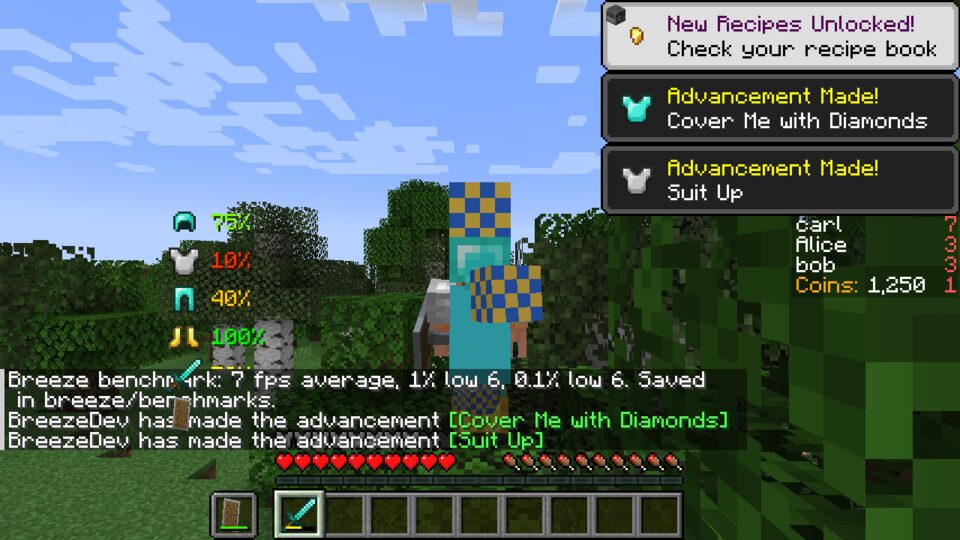 New Recipes Unlocked!
Check your recipe book
Advancement Made!
Cover Me with Diamonds
Advancement Made!
Suit Up
carl 7
Alice 3
bob 3
Coins: 1,250 1
75%
10%
40%
100%
Breeze benchmark: 7 fps average, 1% low 6, 0.1% low 6. Saved
in breeze/benchmarks.
BreezeDev has made the advancement [Cover Me with Diamonds]
BreezeDev has made the advancement [Suit Up]